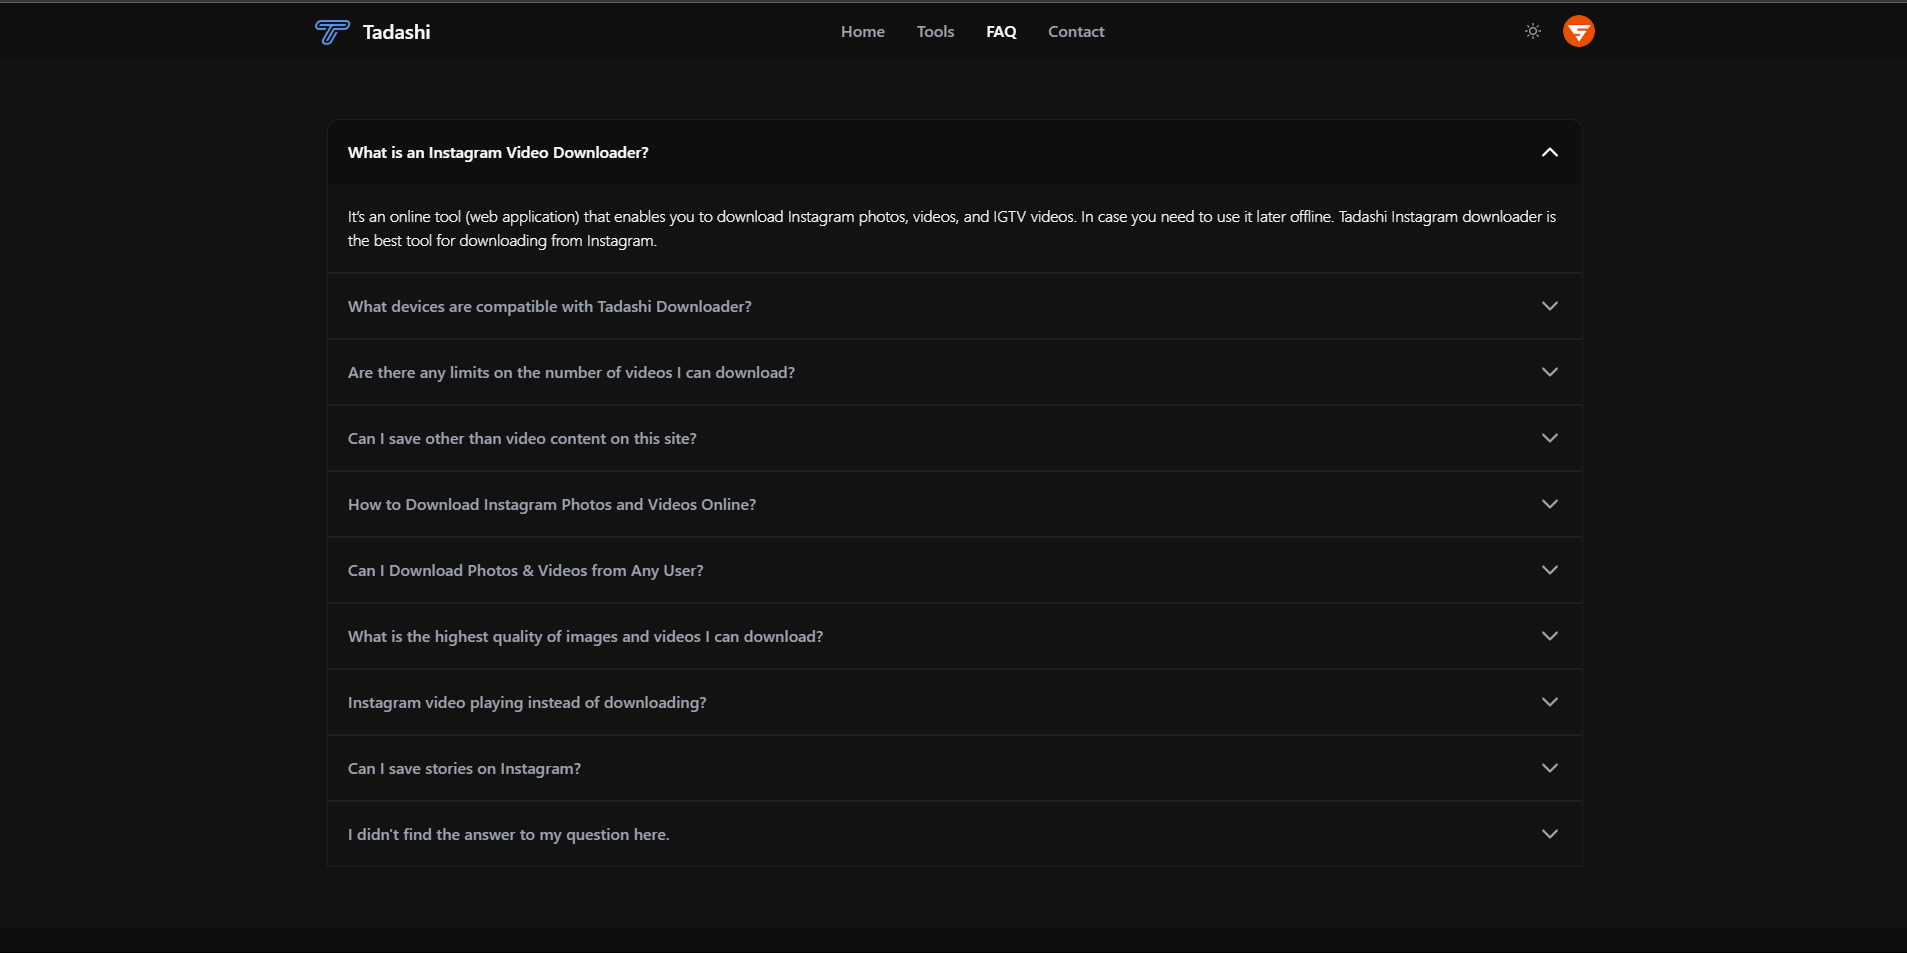 Tadashi
Home
Tools
FAQ
Contact
What is an Instagram Video Downloader?
It's an online tool (web application) that enables you to download Instagram photos, videos, and IGTV videos. In case you need to use it later offline. Tadashi Instagram downloader is
the best tool for downloading from Instagram.
What devices are compatible with Tadashi Downloader?
Are there any limits on the number of videos I can download?
Can I save other than video content on this site?
How to Download Instagram Photos and Videos Online?
Can I Download Photos & Videos from Any User?
What is the highest quality of images and videos I can download?
Instagram video playing instead of downloading?
Can I save stories on Instagram?
I didn't find the answer to my question here.